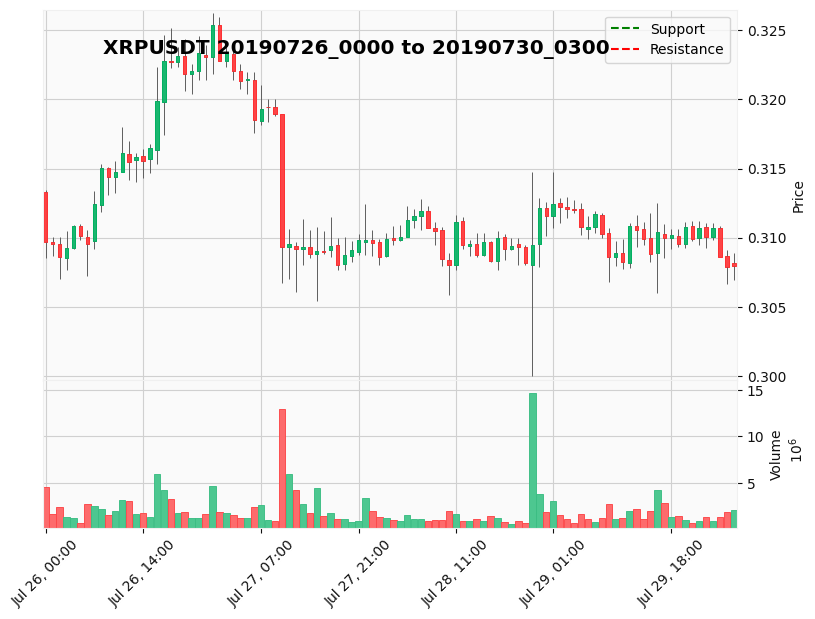 XRPUSDT 20190726_0000 to 20190730_0300
Support
Resistance
0.325
0.320
0.315
0.310
0.305
0.300
Price
15
10
5
Volume
10^6
Jul 26, 00:00
Jul 26, 14:00
Jul 27, 07:00
Jul 27, 21:00
Jul 28, 11:00
Jul 29, 01:00
Jul 29, 18:00